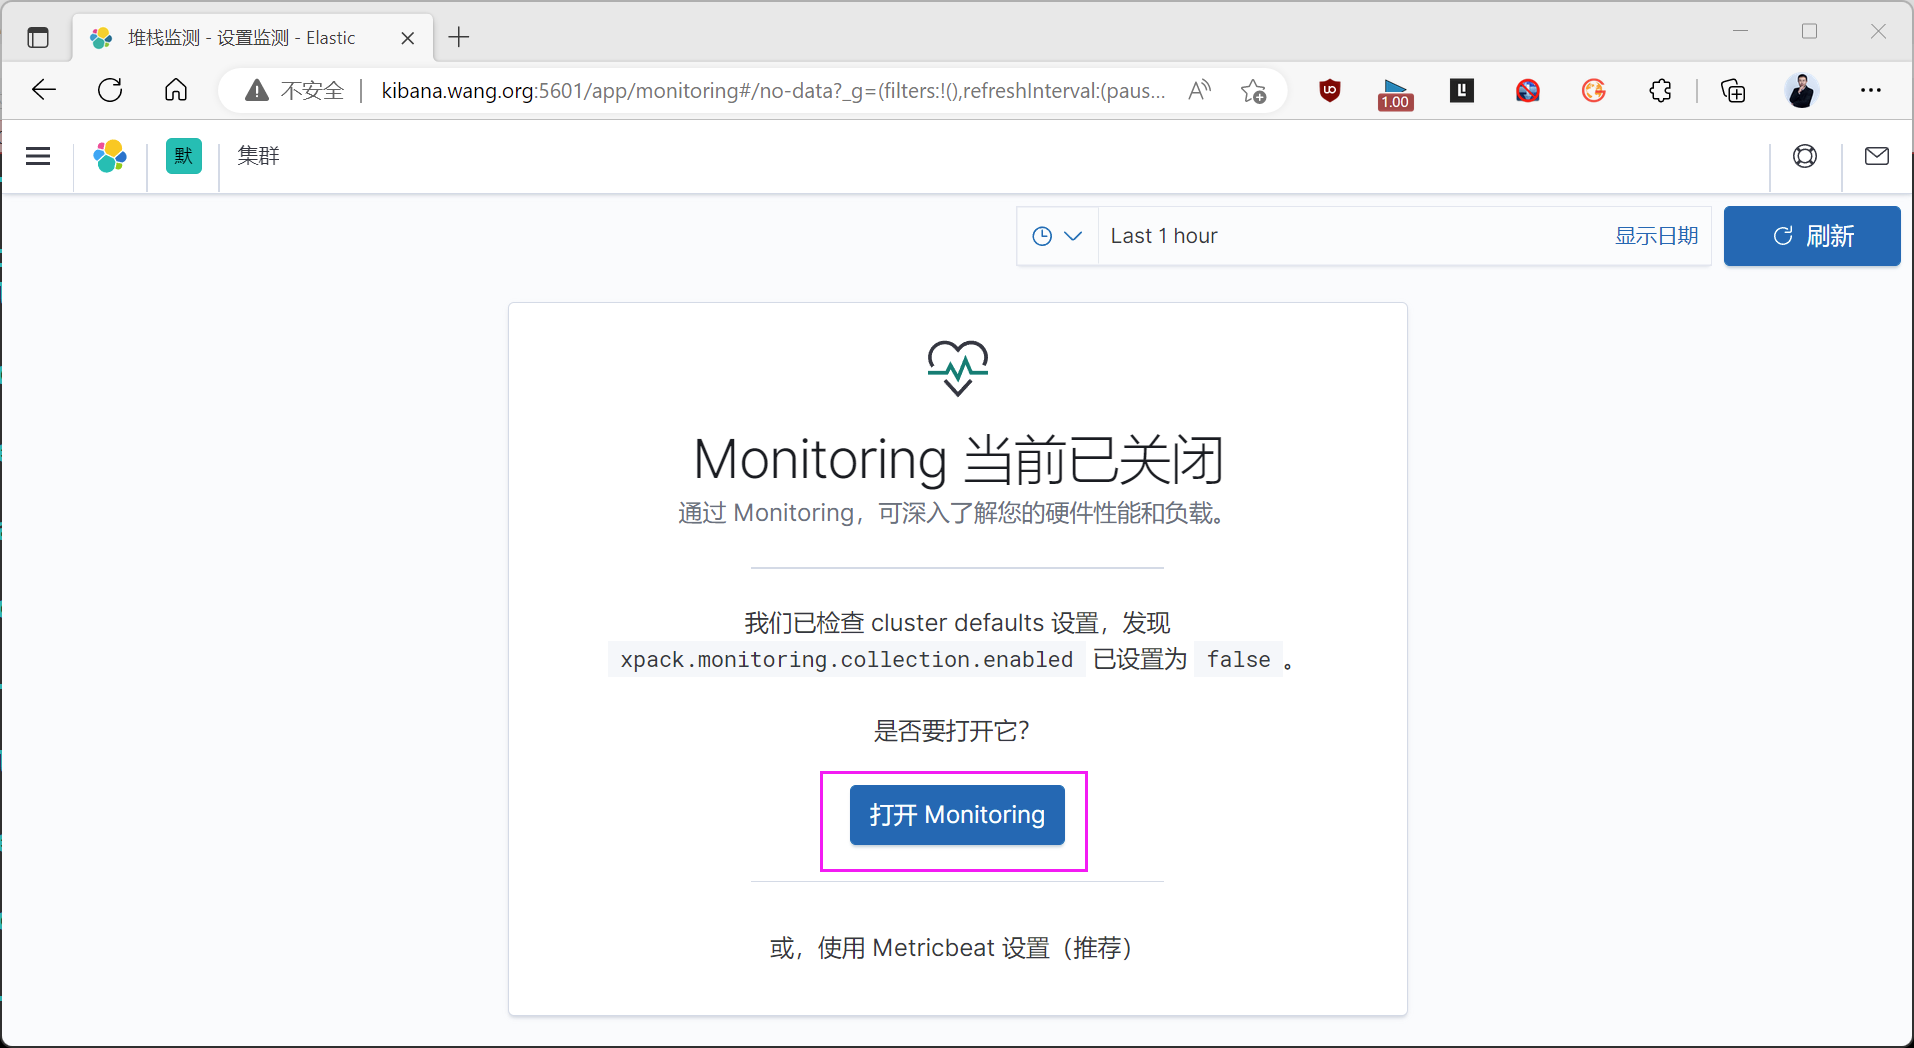 堆栈监测 - 设置监测 - Elastic
不安全
kibana.wang.org:5601/app/monitoring#/no-data?_g=(filters:!(),refreshInterval:(paus...
1.00
默
集群
Last 1 hour
显示日期
刷新
Monitoring 当前已关闭
通过 Monitoring，可深入了解您的硬件性能和负载。
我们已检查 cluster defaults 设置，发现
xpack.monitoring.collection.enabled 已设置为 false 。
是否要打开它？
打开 Monitoring
或，使用 Metricbeat 设置（推荐）